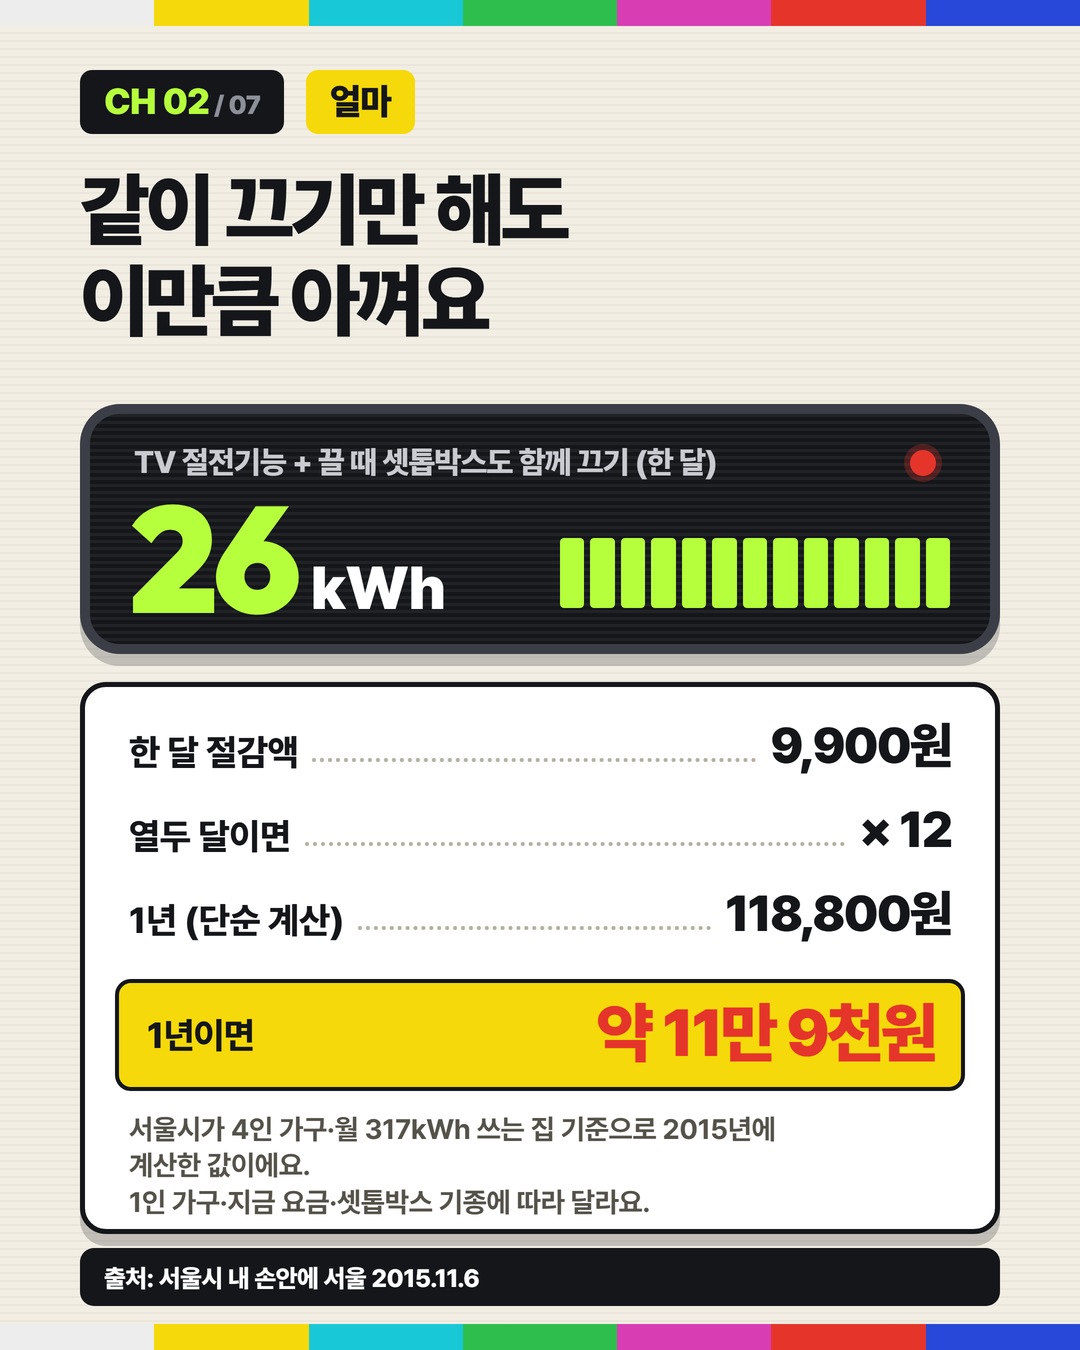 CH 02 / 07
얼마
같이 끄기만 해도
이만큼 아껴요
TV 절전기능 + 끌 때 셋톱박스도 함께 끄기 (한 달)
26 kWh
한 달 절감액 9,900원
열두 달이면 × 12
1년 (단순 계산) 118,800원
1년이면 약 11만 9천원
서울시가 4인 가구·월 317kWh 쓰는 집 기준으로 2015년에
계산한 값이에요.
1인 가구·지금 요금·셋톱박스 기종에 따라 달라요.
출처: 서울시 내 손안에 서울 2015.11.6